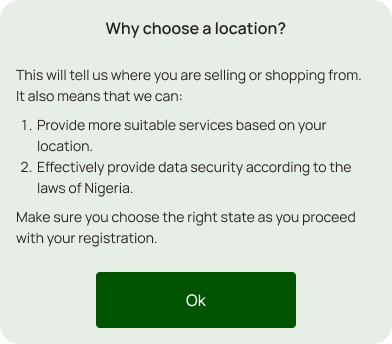 Why choose a location?
This will tell us where you are selling or shopping from.
It also means that we can:
1. Provide more suitable services based on your
location.
2. Effectively provide data security according to the
laws of Nigeria.
Make sure you choose the right state as you proceed
with your registration.
Ok